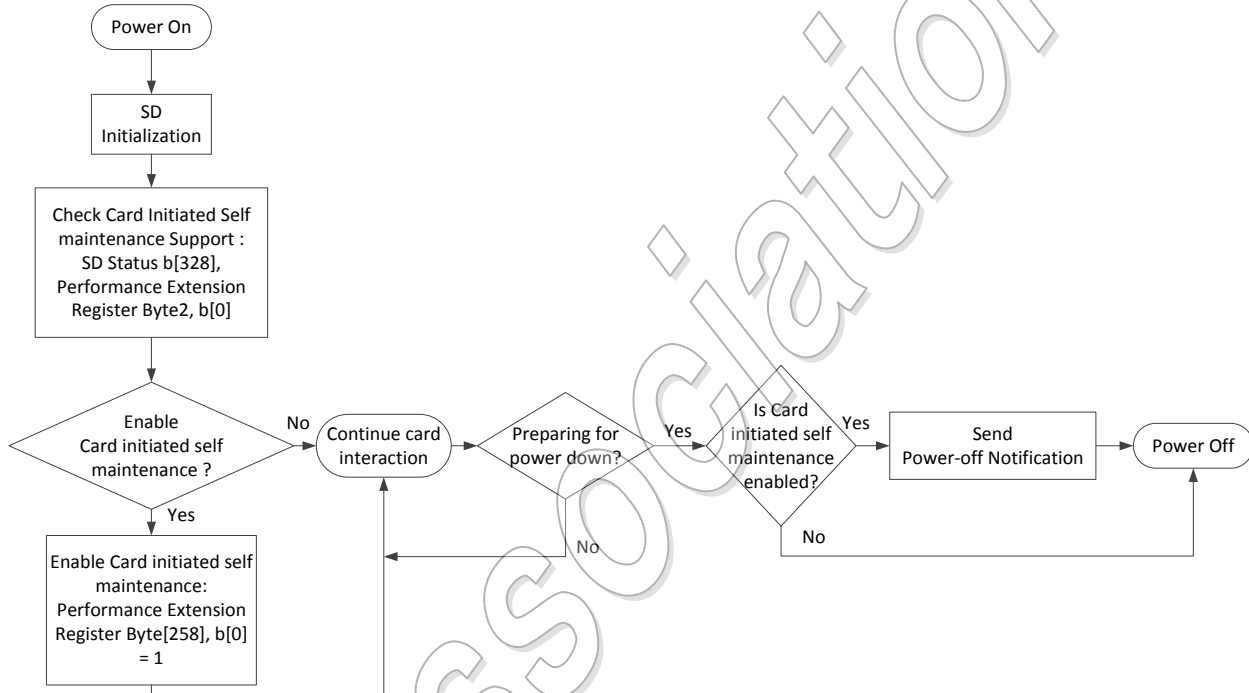 Power On
SD
Initialization
Check Card Initiated Self
maintenance Support :
SD Status b[328],
Performance Extension
Register Byte2, b[0]
Enable
Card initiated self
maintenance ?
No
Yes
Enable Card initiated self
maintenance:
Performance Extension
Register Byte[258], b[0]
= 1
Continue card
interaction
Preparing for
power down?
Yes
No
Is Card
initiated self
maintenance
enabled?
Yes
No
Send
Power-off Notification
Power Off
ssociation